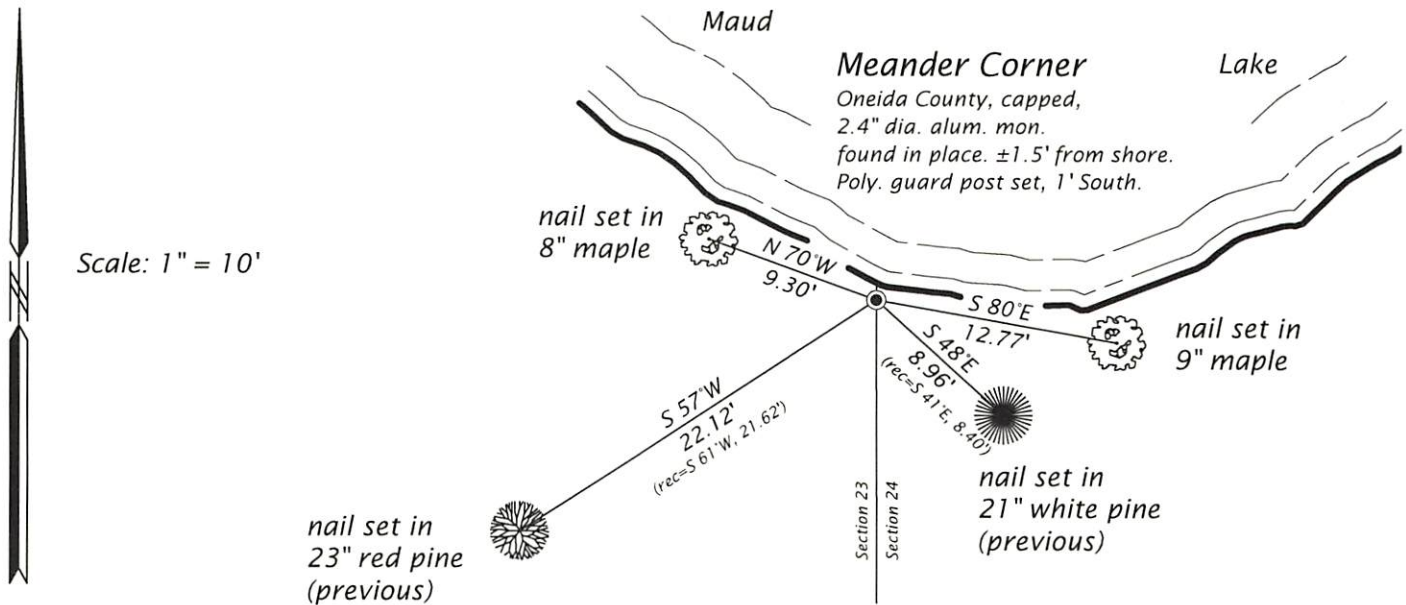 Maud
Meander Corner
Lake
Oneida County, capped,
2.4" dia. alum. mon.
found in place. ±1.5' from shore.
Poly. guard post set, 1' South.
nail set in
8" maple
Scale: 1" = 10'
N 70°W
9.30'
S 80°E
12.77'
nail set in
9" maple
S 48°E
8.96'
(rec=S 41°E, 8.40')
S 57°W
22.12'
(rec=S 61°W, 21.62')
nail set in
21" white pine
(previous)
Section 23
Section 24
nail set in
23" red pine
(previous)
N